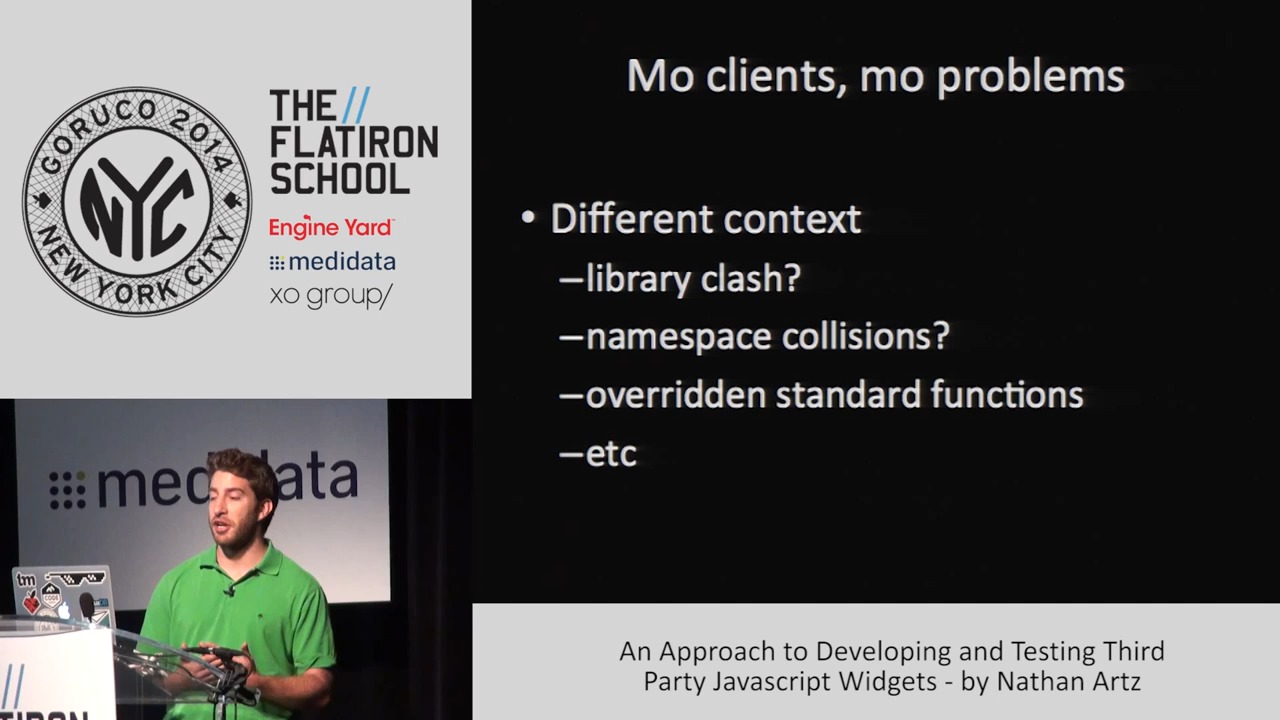 GORUCO 2014
NYC
NEW YORK CITY
THE//
FLATIRON
SCHOOL
Engine Yard™
medidata
xo group/
Mo clients, mo problems
• Different context
–library clash?
–namespace collisions?
–overridden standard functions
–etc
medidata
tm
//
An Approach to Developing and Testing Third
Party Javascript Widgets - by Nathan Artz